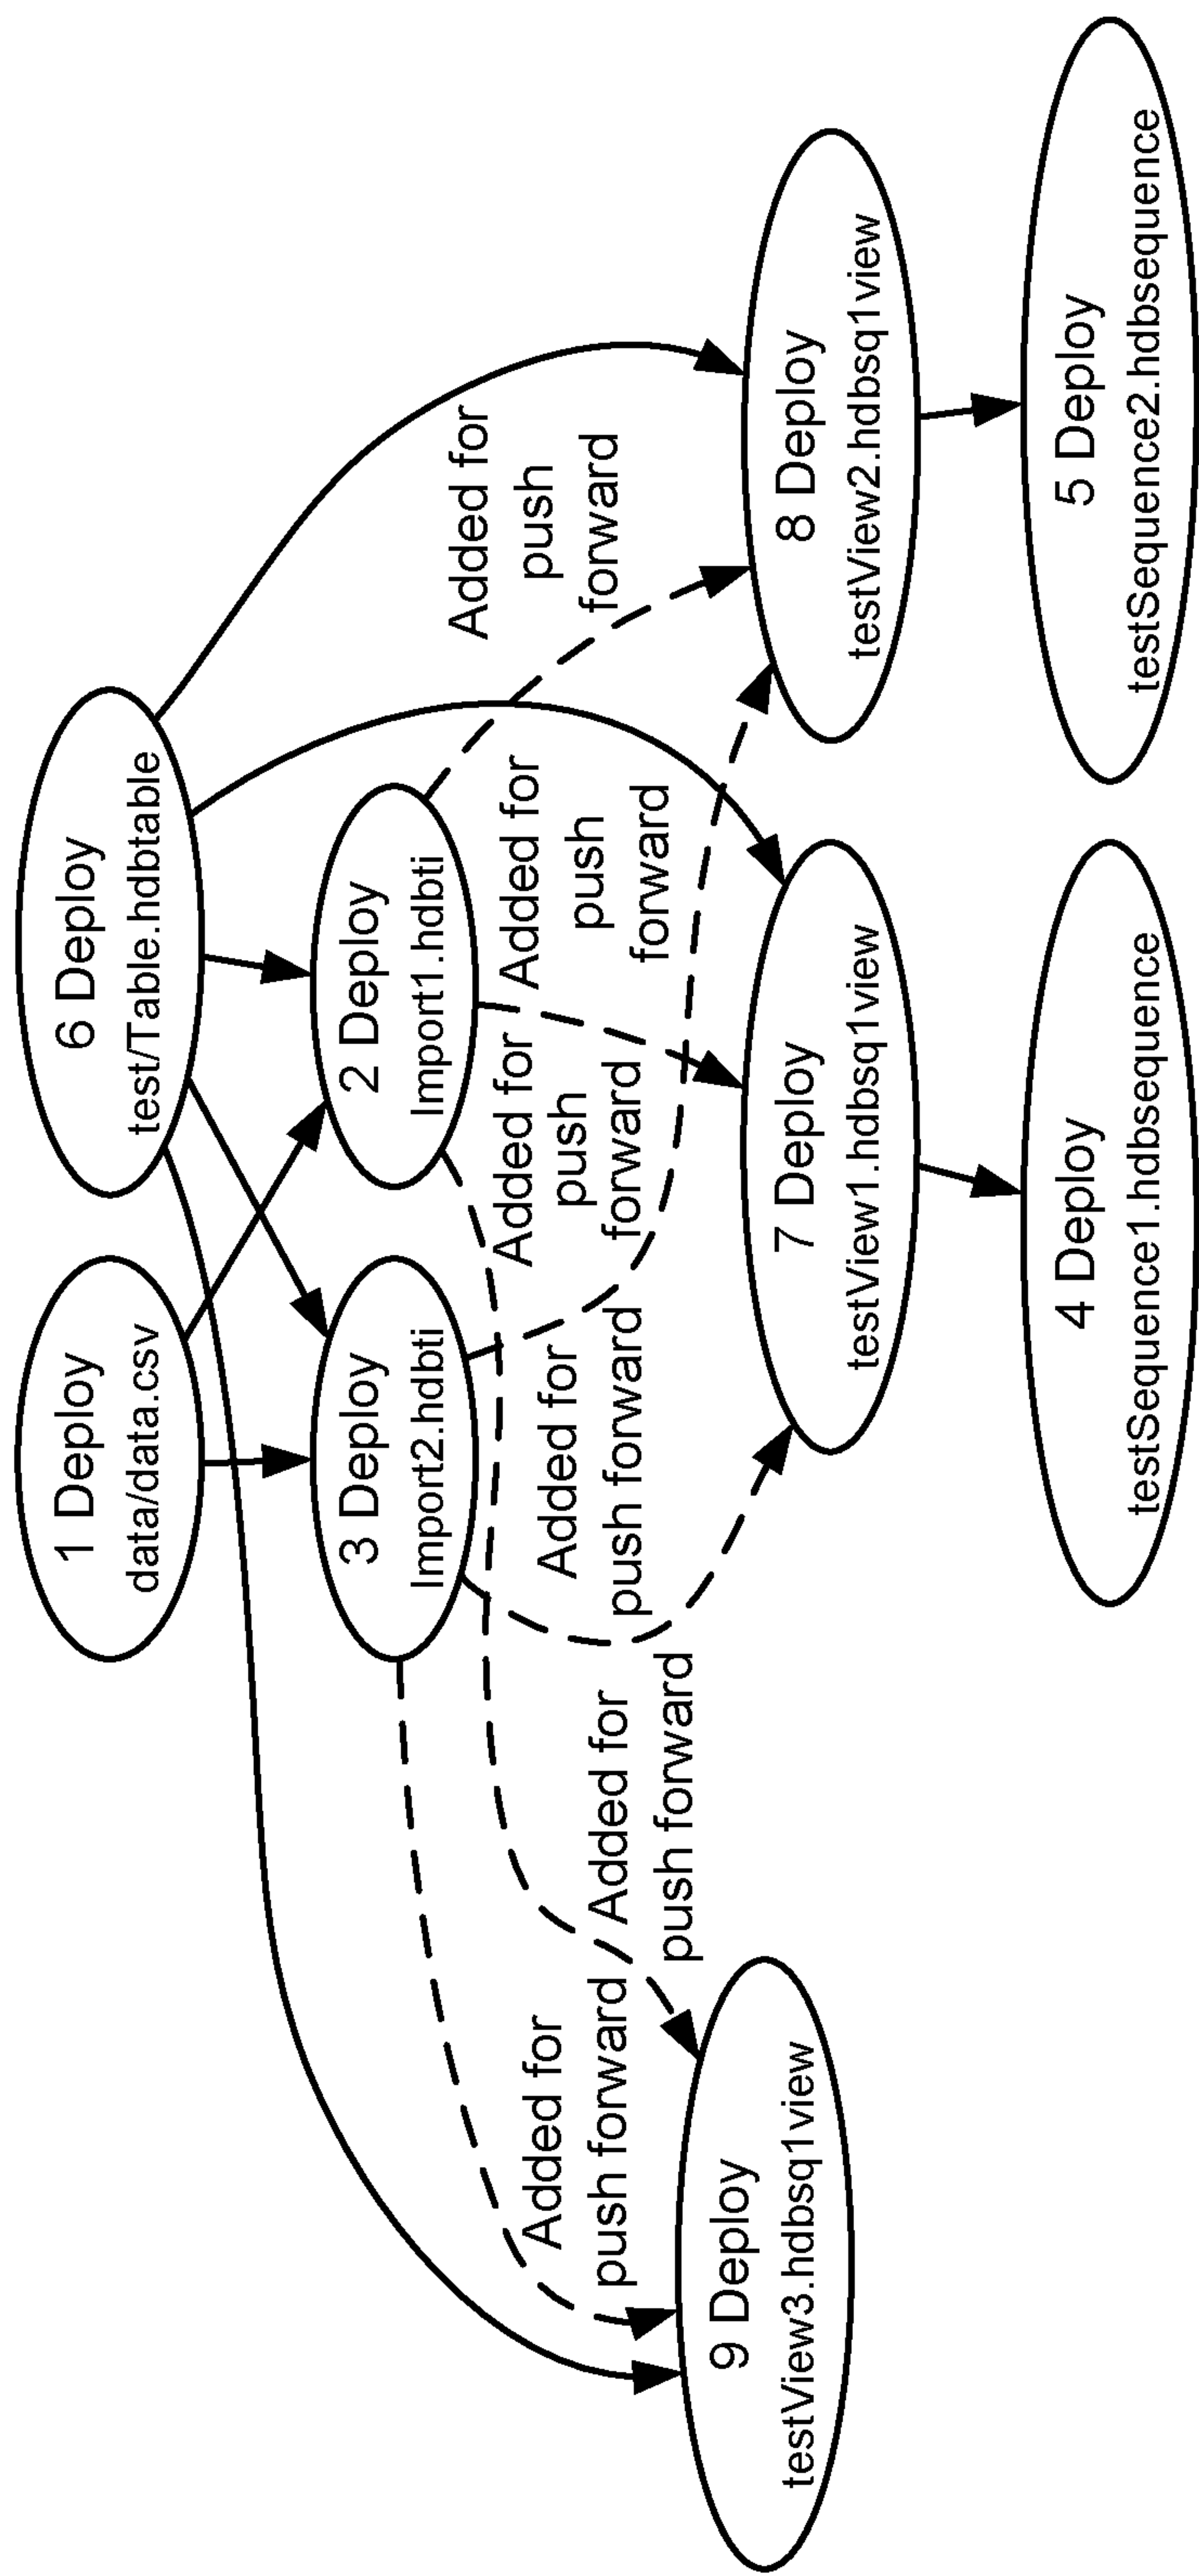 1 Deploy
data/data.csv
6 Deploy
test/Table.hdbtable
3 Deploy
Import2.hdbti
2 Deploy
Import1.hdbti
Added for
push forward
Added for
push forward
Added for
push forward
Added for
push
forward
Added for
push
forward
Added for
push
forward
9 Deploy
testView3.hdbsq1view
7 Deploy
testView1.hdbsq1view
8 Deploy
testView2.hdbsq1view
4 Deploy
testSequence1.hdbsequence
5 Deploy
testSequence2.hdbsequence